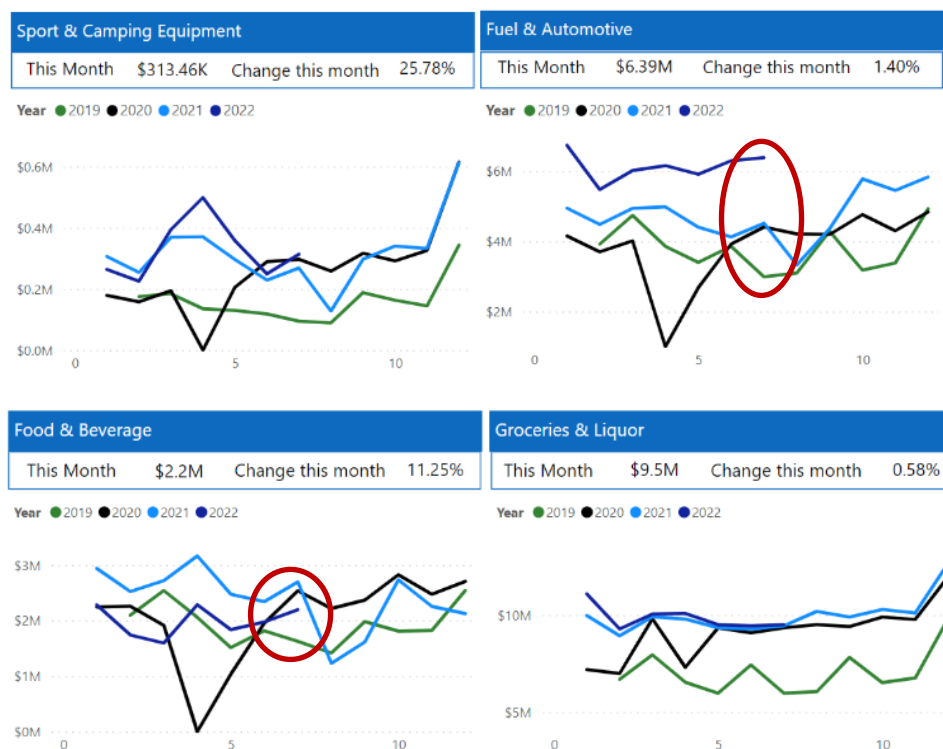 Sport & Camping Equipment
This Month $313.46K Change this month 25.78%
Year 2019 2020 2021 2022
$0.6M
$0.4M
$0.2M
$0.0M
0 5 10
Fuel & Automotive
This Month $6.39M Change this month 1.40%
Year 2019 2020 2021 2022
$6M
$4M
$2M
0 5 10
Food & Beverage
This Month $2.2M Change this month 11.25%
Year 2019 2020 2021 2022
$3M
$2M
$1M
$0M
0 5 10
Groceries & Liquor
This Month $9.5M Change this month 0.58%
Year 2019 2020 2021 2022
$10M
$5M
0 5 10